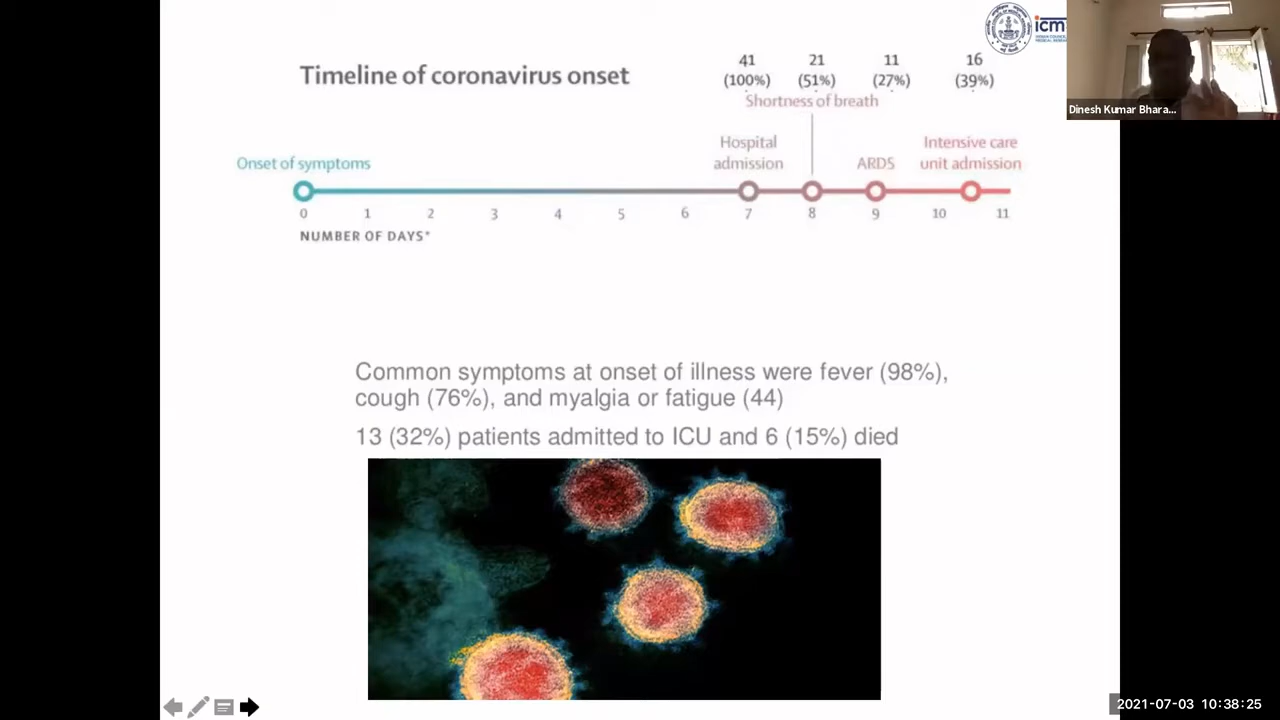 icm
Timeline of coronavirus onset
41 21 11 16
(100%) (51%) (27%) (39%)
Shortness of breath
Onset of symptoms
Hospital
admission
ARDS
Intensive care
unit admission
0 1 2 3 4 5 6 7 8 9 10 11
NUMBER OF DAYS*
Common symptoms at onset of illness were fever (98%),
cough (76%), and myalgia or fatigue (44)
13 (32%) patients admitted to ICU and 6 (15%) died
Dinesh Kumar Bhara...
2021-07-03 10:38:25